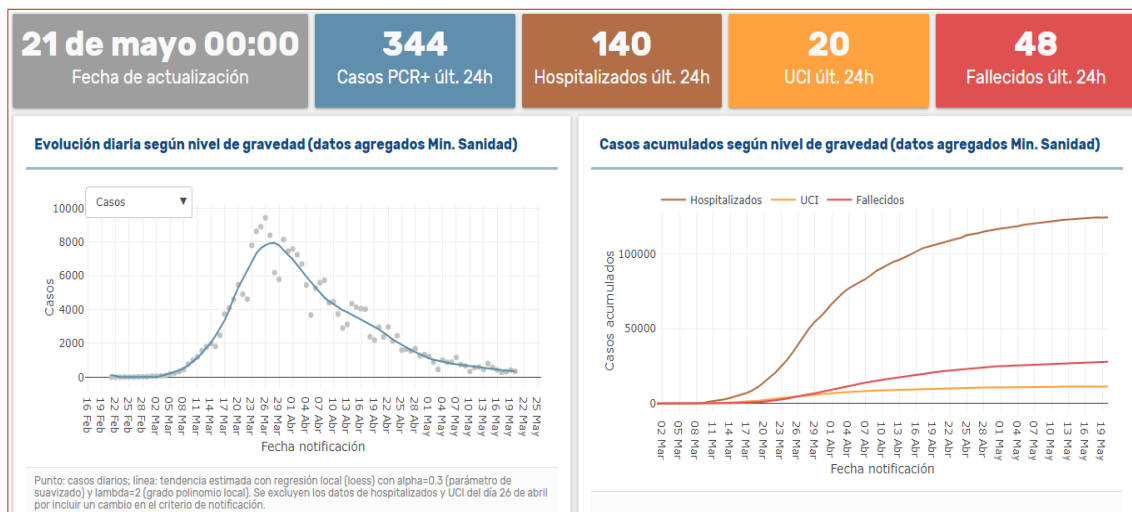 21 de mayo 00:00
Fecha de actualización
344
Casos PCR+ últ. 24h
140
Hospitalizados últ. 24h
20
UCI últ. 24h
48
Fallecidos últ. 24h
Evolución diaria según nivel de gravedad (datos agregados Min. Sanidad)
Casos ▼
10000
8000
6000
4000
2000
0
Casos
16 Feb
19 Feb
22 Feb
25 Feb
28 Feb
02 Mar
05 Mar
08 Mar
11 Mar
14 Mar
17 Mar
20 Mar
23 Mar
26 Mar
29 Mar
01 Abr
04 Abr
07 Abr
10 Abr
13 Abr
16 Abr
19 Abr
22 Abr
25 Abr
28 Abr
01 May
04 May
07 May
10 May
13 May
16 May
19 May
22 May
25 May
Fecha notificación
Punto: casos diarios; línea: tendencia estimada con regresión local (loess) con alpha=0.3 (parámetro de
suavizado) y lambda=2 (grado polinomio local). Se excluyen los datos de hospitalizados y UCI del día 26 de abril
por incluir un cambio en el criterio de notificación.
Casos acumulados según nivel de gravedad (datos agregados Min. Sanidad)
Hospitalizados UCI Fallecidos
100000
50000
0
Casos acumulados
02 Mar
05 Mar
08 Mar
11 Mar
14 Mar
17 Mar
20 Mar
23 Mar
26 Mar
29 Mar
01 Abr
04 Abr
07 Abr
10 Abr
13 Abr
16 Abr
19 Abr
22 Abr
25 Abr
28 Abr
01 May
04 May
07 May
10 May
13 May
16 May
19 May
Fecha notificación